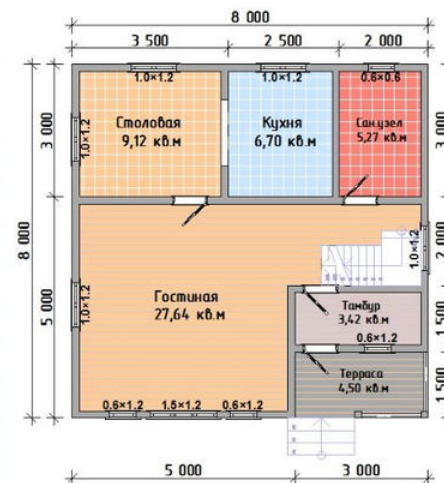 8 000
3 500 2 500 2 000
1.0×1.2 1.0×1.2 0.6×0.6
Столовая
9,12 кв.м
Кухня
6,70 кв.м
Сан.узел
5,27 кв.м
3 000
1.0×1.2
3 000
8 000
2 000
1.0×1.2
5 000
1.0×1.2
Гостиная
27,64 кв.м
Тамбур
3,42 кв.м
0.6×1.2
1 500
Терраса
4,50 кв.м
1 500
0.6×1.2 1.5×1.2 0.6×1.2
5 000 3 000